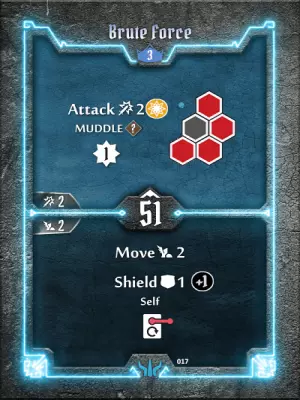 Brute Force
3
Attack 2
MUDDLE ?
1
2
51
2
Move 2
Shield 1 +1
Self
017